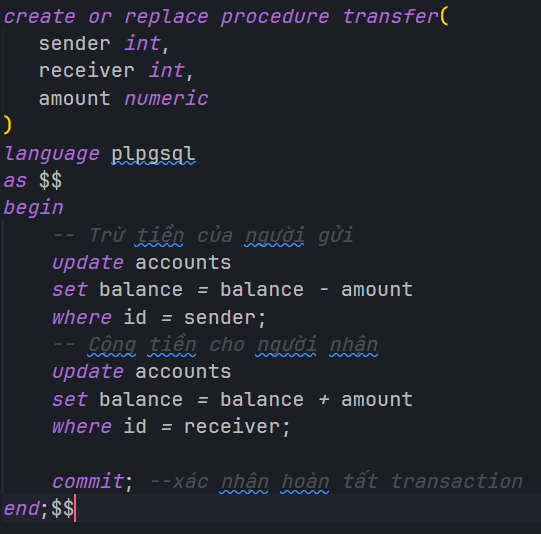 create or replace procedure transfer(
sender int,
receiver int,
amount numeric
)
language plpgsql
as $$
begin
-- Trừ tiền của người gửi
update accounts
set balance = balance - amount
where id = sender;
-- Cộng tiền cho người nhận
update accounts
set balance = balance + amount
where id = receiver;
commit; --xác nhận hoàn tất transaction
end;$$